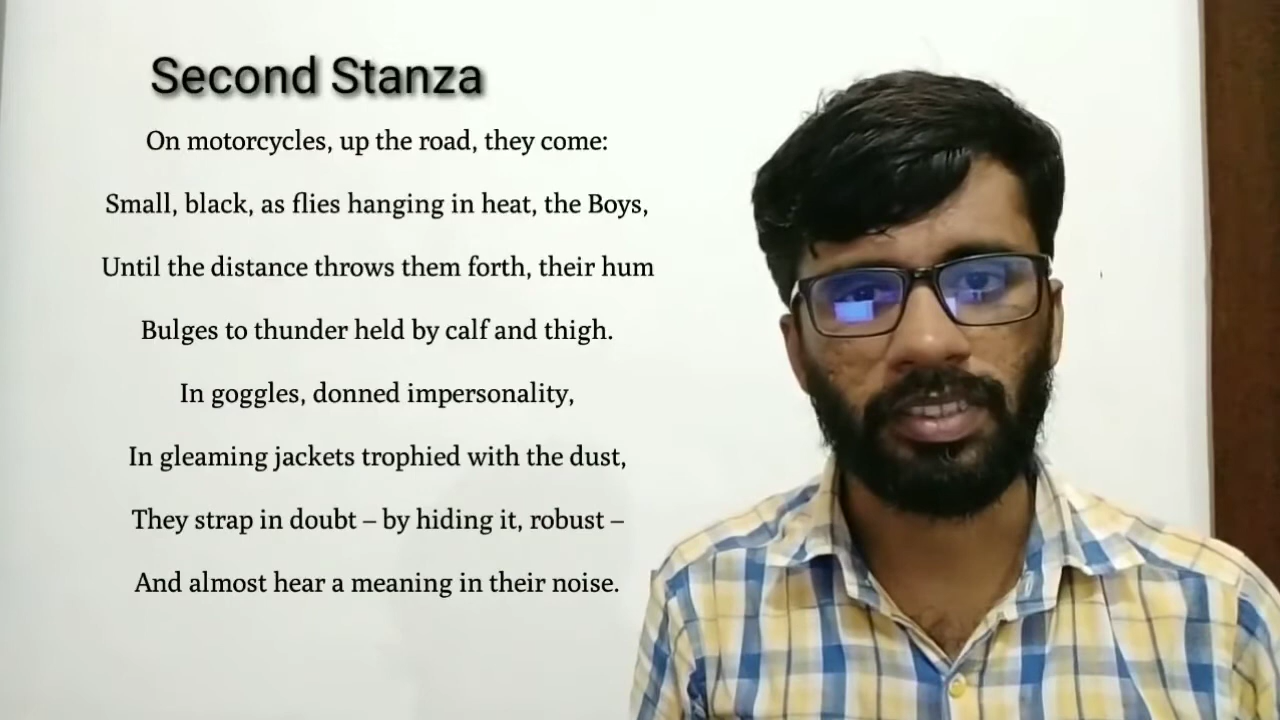 Second Stanza
On motorcycles, up the road, they come:
Small, black, as flies hanging in heat, the Boys,
Until the distance throws them forth, their hum
Bulges to thunder held by calf and thigh.
In goggles, donned impersonality,
In gleaming jackets trophied with the dust,
They strap in doubt – by hiding it, robust –
And almost hear a meaning in their noise.